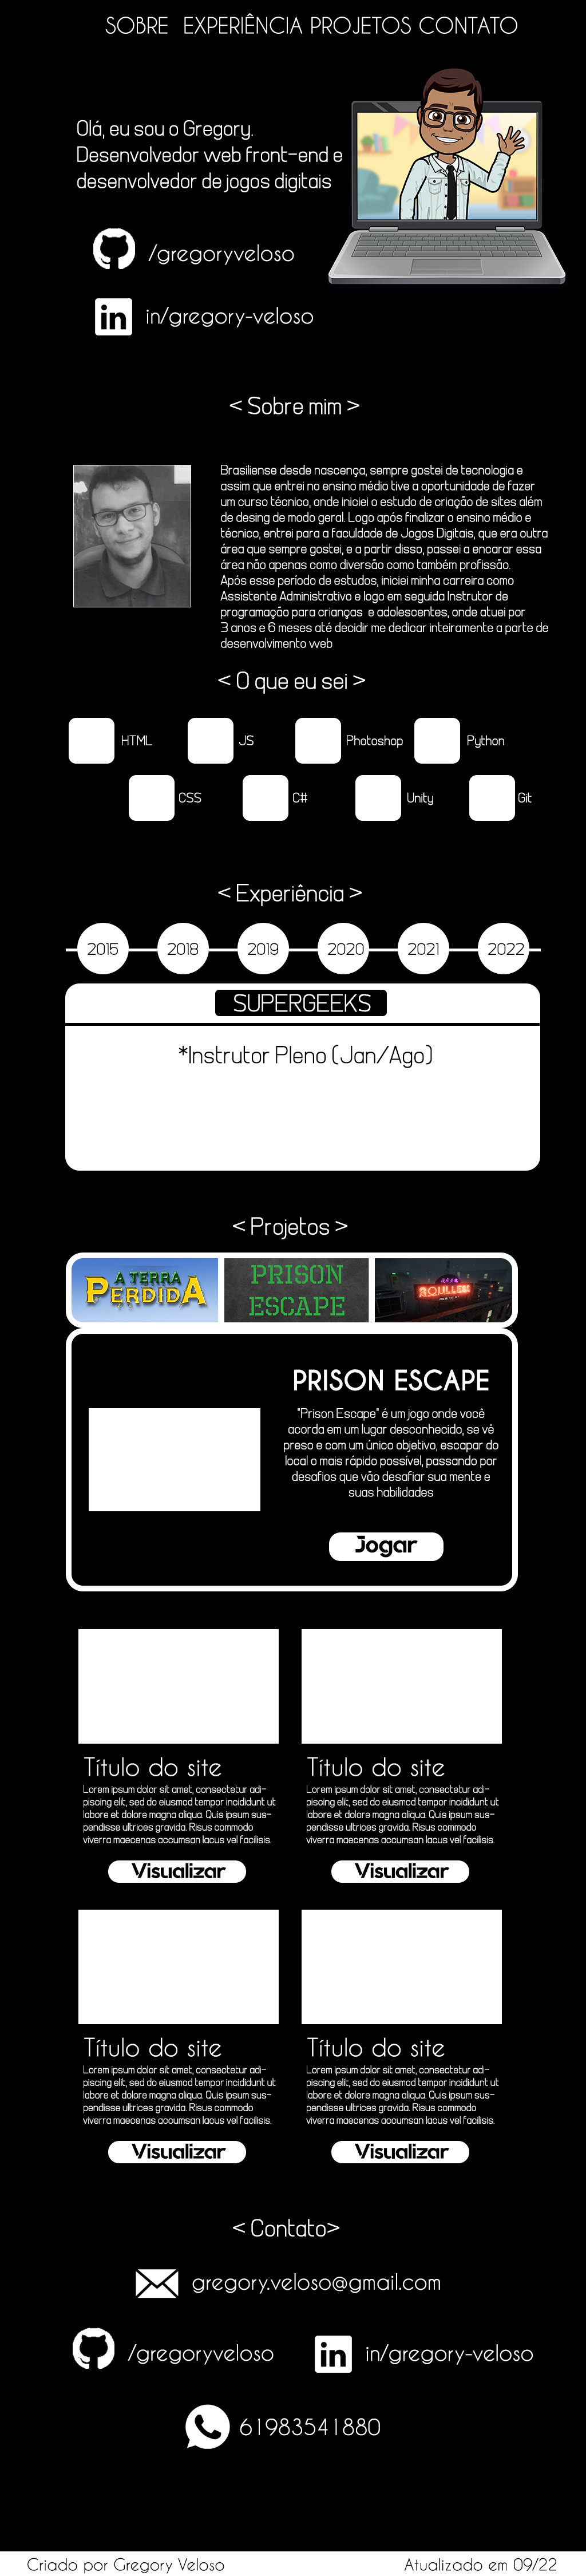 SOBRE EXPERIÊNCIA PROJETOS CONTATO
Olá, eu sou o Gregory.
Desenvolvedor web front-end e
desenvolvedor de jogos digitais
/gregoryveloso
in/gregory-veloso
< Sobre mim >
Brasiliense desde nascença, sempre gostei de tecnologia e
assim que entrei no ensino médio tive a oportunidade de fazer
um curso técnico, onde iniciei o estudo de criação de sites além
de desing de modo geral. Logo após finalizar o ensino médio e
técnico, entrei para a faculdade de Jogos Digitais, que era outra
área que sempre gostei, e a partir disso, passei a encarar essa
área não apenas como diversão como também profissão.
Após esse período de estudos, iniciei minha carreira como
Assistente Administrativo e logo em seguida Instrutor de
programação para crianças e adolescentes, onde atuei por
3 anos e 6 meses até decidir me dedicar inteiramente a parte de
desenvolvimento web
< O que eu sei >
HTML JS Photoshop Python
CSS C# Unity Git
< Experiência >
2015 2018 2019 2020 2021 2022
SUPERGEEKS
*Instrutor Pleno (Jan/Ago)
< Projetos >
A TERRA
PERDIDA
PRISON
ESCAPE
AQUILLES
PRISON ESCAPE
"Prison Escape" é um jogo onde você
acorda em um lugar desconhecido, se vê
preso e com um único objetivo, escapar do
local o mais rápido possível, passando por
desafios que vão desafiar sua mente e
suas habilidades
Jogar
Título do site
Lorem ipsum dolor sit amet, consectetur adi-
piscing elit, sed do eiusmod tempor incididunt ut
labore et dolore magna aliqua. Quis ipsum sus-
pendisse ultrices gravida. Risus commodo
viverra maecenas accumsan lacus vel facilisis.
Visualizar
Título do site
Lorem ipsum dolor sit amet, consectetur adi-
piscing elit, sed do eiusmod tempor incididunt ut
labore et dolore magna aliqua. Quis ipsum sus-
pendisse ultrices gravida. Risus commodo
viverra maecenas accumsan lacus vel facilisis.
Visualizar
Título do site
Lorem ipsum dolor sit amet, consectetur adi-
piscing elit, sed do eiusmod tempor incididunt ut
labore et dolore magna aliqua. Quis ipsum sus-
pendisse ultrices gravida. Risus commodo
viverra maecenas accumsan lacus vel facilisis.
Visualizar
Título do site
Lorem ipsum dolor sit amet, consectetur adi-
piscing elit, sed do eiusmod tempor incididunt ut
labore et dolore magna aliqua. Quis ipsum sus-
pendisse ultrices gravida. Risus commodo
viverra maecenas accumsan lacus vel facilisis.
Visualizar
< Contato>
gregory.veloso@gmail.com
/gregoryveloso
in/gregory-veloso
61983541880
Criado por Gregory Veloso
Atualizado em 09/22